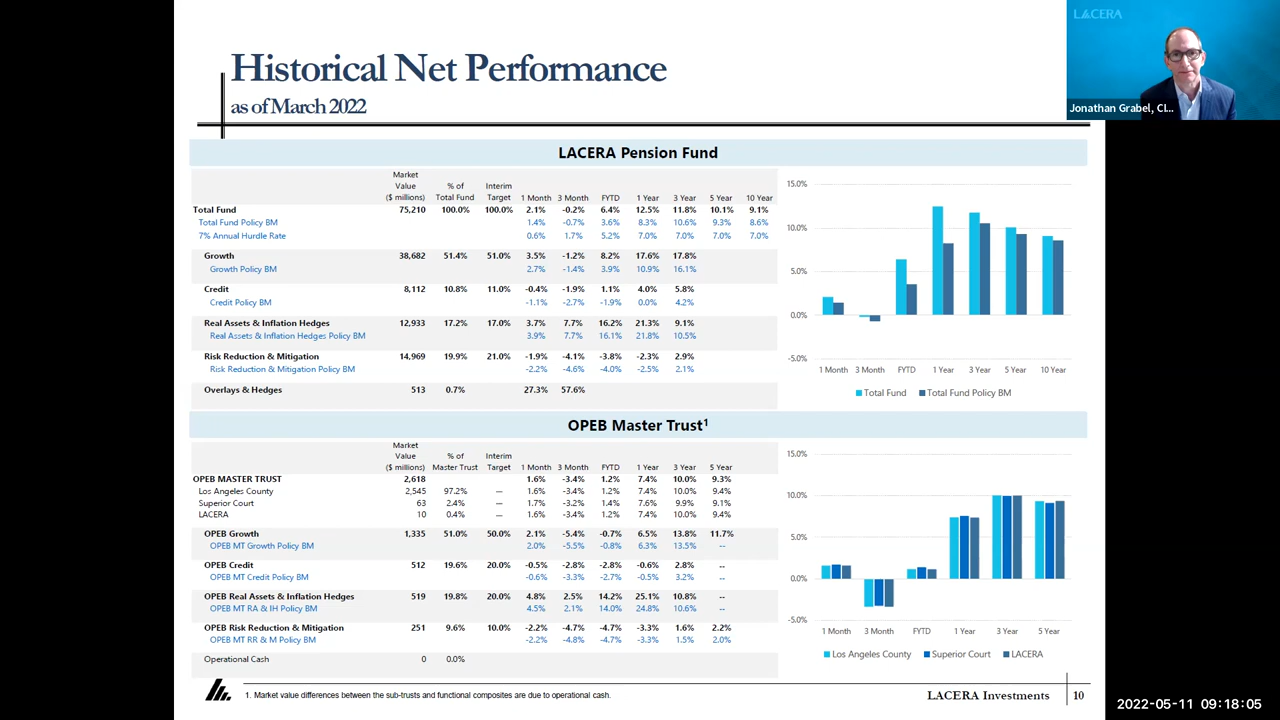 LACERA
Jonathan Grabel, CI...
Historical Net Performance
as of March 2022
LACERA Pension Fund
Market Value ($ millions) % of Total Fund Interim Target 1 Month 3 Month FYTD 1 Year 3 Year 5 Year 10 Year
Total Fund 75,210 100.0% 100.0% 2.1% -0.2% 6.4% 12.5% 11.8% 10.1% 9.1%
Total Fund Policy BM 1.4% -0.7% 3.6% 8.3% 10.6% 9.3% 8.6%
7% Annual Hurdle Rate 0.6% 1.7% 5.2% 7.0% 7.0% 7.0% 7.0%
Growth 38,682 51.4% 51.0% 3.5% -1.2% 8.2% 17.6% 17.8%
Growth Policy BM 2.7% -1.4% 3.9% 10.9% 16.1%
Credit 8,112 10.8% 11.0% -0.4% -1.9% 1.1% 4.0% 5.8%
Credit Policy BM -1.1% -2.7% -1.9% 0.0% 4.2%
Real Assets & Inflation Hedges 12,933 17.2% 17.0% 3.7% 7.7% 16.2% 21.3% 9.1%
Real Assets & Inflation Hedges Policy BM 3.9% 7.7% 16.1% 21.8% 10.5%
Risk Reduction & Mitigation 14,969 19.9% 21.0% -1.9% -4.1% -3.8% -2.3% 2.9%
Risk Reduction & Mitigation Policy BM -2.2% -4.6% -4.0% -2.5% 2.1%
Overlays & Hedges 513 0.7% 27.3% 57.6%
15.0%
10.0%
5.0%
0.0%
-5.0%
1 Month 3 Month FYTD 1 Year 3 Year 5 Year 10 Year
Total Fund Total Fund Policy BM
OPEB Master Trust1
Market Value ($ millions) % of Master Trust Interim Target 1 Month 3 Month FYTD 1 Year 3 Year 5 Year
OPEB MASTER TRUST 2,618 1.6% -3.4% 1.2% 7.4% 10.0% 9.3%
Los Angeles County 2,545 97.2% — 1.6% -3.4% 1.2% 7.4% 10.0% 9.4%
Superior Court 63 2.4% — 1.7% -3.2% 1.4% 7.6% 9.9% 9.1%
LACERA 10 0.4% — 1.6% -3.4% 1.2% 7.4% 10.0% 9.4%
OPEB Growth 1,335 51.0% 50.0% 2.1% -5.4% -0.7% 6.5% 13.8% 11.7%
OPEB MT Growth Policy BM 2.0% -5.5% -0.8% 6.3% 13.5% --
OPEB Credit 512 19.6% 20.0% -0.5% -2.8% -2.8% -0.6% 2.8% --
OPEB MT Credit Policy BM -0.6% -3.3% -2.7% -0.5% 3.2% --
OPEB Real Assets & Inflation Hedges 519 19.8% 20.0% 4.8% 2.5% 14.2% 25.1% 10.8% --
OPEB MT RA & IH Policy BM 4.5% 2.1% 14.0% 24.8% 10.6% --
OPEB Risk Reduction & Mitigation 251 9.6% 10.0% -2.2% -4.7% -4.7% -3.3% 1.6% 2.2%
OPEB MT RR & M Policy BM -2.2% -4.8% -4.7% -3.3% 1.5% 2.0%
Operational Cash 0 0.0%
15.0%
10.0%
5.0%
0.0%
-5.0%
1 Month 3 Month FYTD 1 Year 3 Year 5 Year
Los Angeles County Superior Court LACERA
1. Market value differences between the sub-trusts and functional composites are due to operational cash.
LACERA Investments 10
2022-05-11 09:18:05